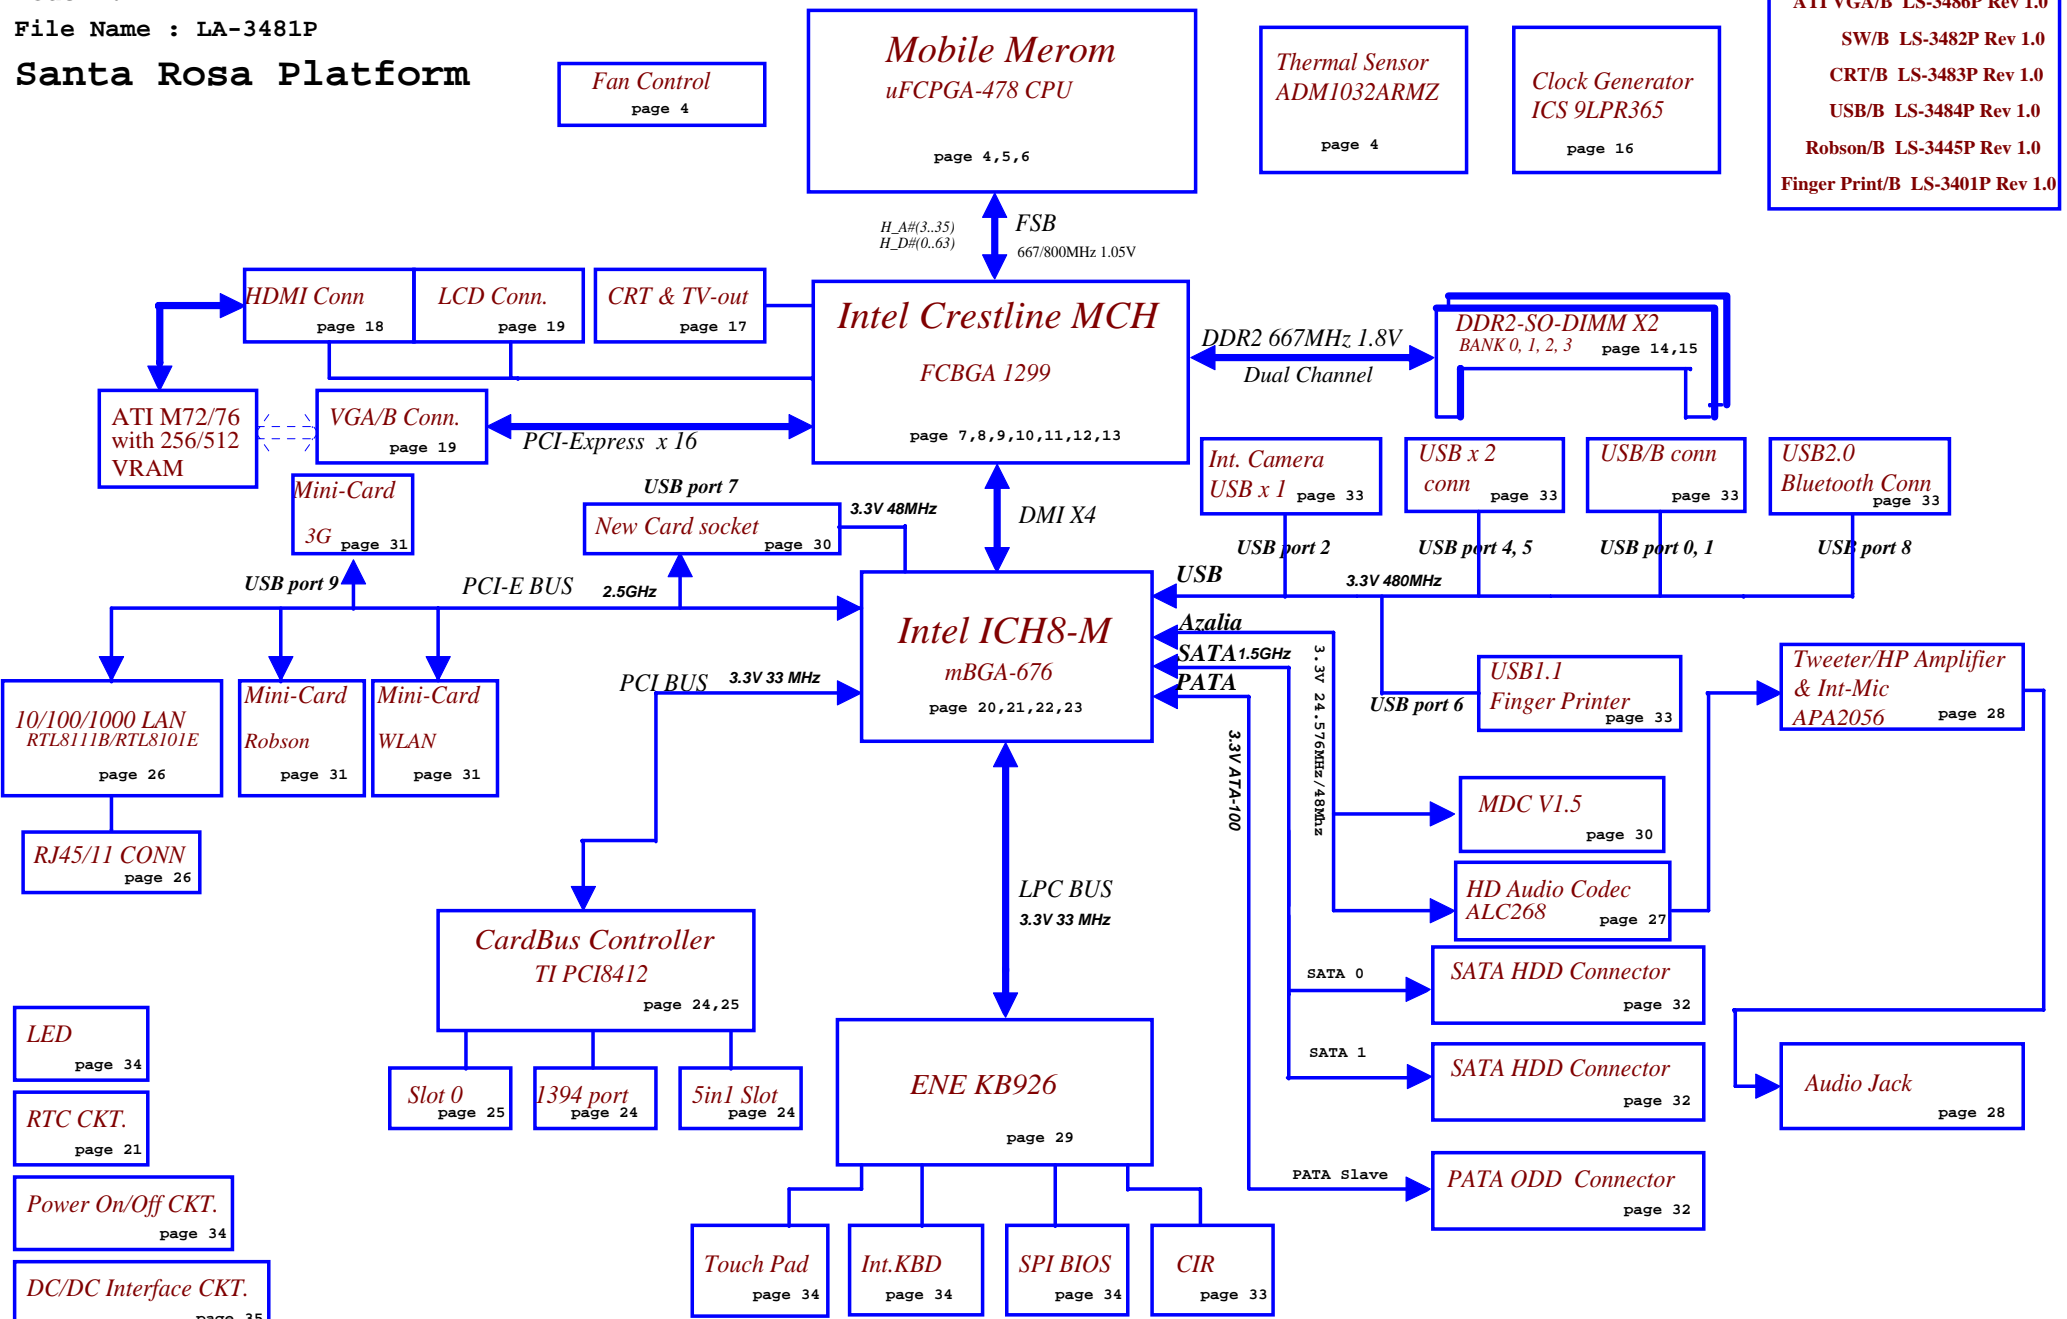 File Name : LA-3481P
Santa Rosa Platform
Fan Control
page 4
Mobile Merom
uFCPGA-478 CPU
page 4,5,6
Thermal Sensor
ADM1032ARMZ
page 4
Clock Generator
ICS 9LPR365
page 16
ATI VGA/B LS-3486P Rev 1.0
SW/B LS-3482P Rev 1.0
CRT/B LS-3483P Rev 1.0
USB/B LS-3484P Rev 1.0
Robson/B LS-3445P Rev 1.0
Finger Print/B LS-3401P Rev 1.0
H_A#(3..35)
H_D#(0..63)
FSB
667/800MHz 1.05V
HDMI Conn
page 18
LCD Conn.
page 19
CRT & TV-out
page 17
Intel Crestline MCH
FCBGA 1299
page 7,8,9,10,11,12,13
DDR2 667MHz 1.8V
Dual Channel
DDR2-SO-DIMM X2
BANK 0, 1, 2, 3
page 14,15
ATI M72/76
with 256/512
VRAM
VGA/B Conn.
page 19
PCI-Express x 16
Mini-Card
3G
page 31
USB port 7
New Card socket
page 30
3.3V 48MHz
DMI X4
Int. Camera
USB x 1
page 33
USB x 2
conn
page 33
USB/B conn
page 33
USB2.0
Bluetooth Conn
page 33
USB port 2
USB port 4, 5
USB port 0, 1
USB port 8
USB port 9
PCI-E BUS
2.5GHz
USB
3.3V 480MHz
Intel ICH8-M
mBGA-676
page 20,21,22,23
Azalia
SATA
1.5GHz
PATA
PCI BUS
3.3V 33 MHz
3.3V 24.576MHz/48Mhz
3.3V ATA-100
USB port 6
USB1.1
Finger Printer
page 33
Tweeter/HP Amplifier
& Int-Mic
APA2056
page 28
10/100/1000 LAN
RTL8111B/RTL8101E
page 26
Mini-Card
Robson
page 31
Mini-Card
WLAN
page 31
RJ45/11 CONN
page 26
MDC V1.5
page 30
HD Audio Codec
ALC268
page 27
LPC BUS
3.3V 33 MHz
CardBus Controller
TI PCI8412
page 24,25
SATA 0
SATA HDD Connector
page 32
SATA 1
SATA HDD Connector
page 32
Audio Jack
page 28
Slot 0
page 25
1394 port
page 24
5in1 Slot
page 24
ENE KB926
page 29
PATA Slave
PATA ODD Connector
page 32
LED
page 34
RTC CKT.
page 21
Power On/Off CKT.
page 34
DC/DC Interface CKT.
page 35
Touch Pad
page 34
Int.KBD
page 34
SPI BIOS
page 34
CIR
page 33